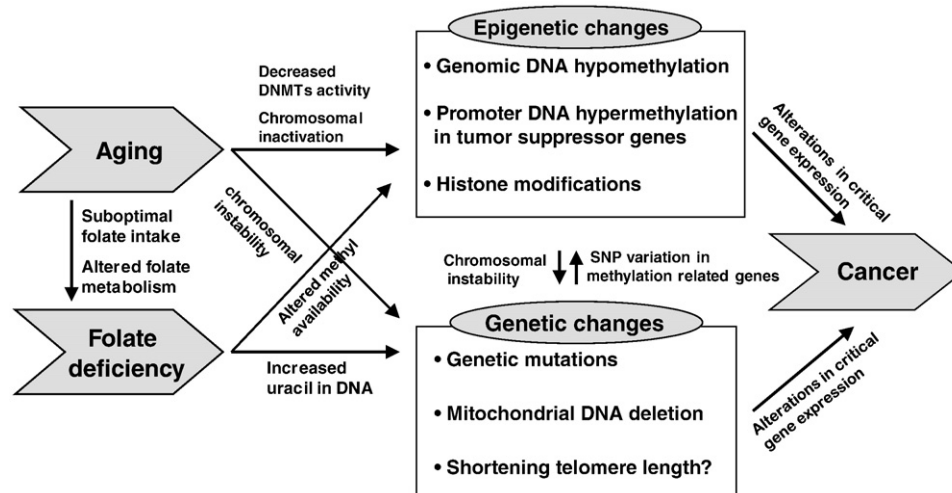 Epigenetic changes
• Genomic DNA hypomethylation
• Promoter DNA hypermethylation
in tumor suppressor genes
• Histone modifications
Decreased
DNMTs activity
Chromosomal
inactivation
Aging
chromosomal
instability
Suboptimal
folate intake
Altered folate
metabolism
Altered methyl
availability
Folate
deficiency
Increased
uracil in DNA
Chromosomal
instability
SNP variation in
methylation related genes
Genetic changes
• Genetic mutations
• Mitochondrial DNA deletion
• Shortening telomere length?
Alterations in critical
gene expression
Cancer
Alterations in critical
gene expression